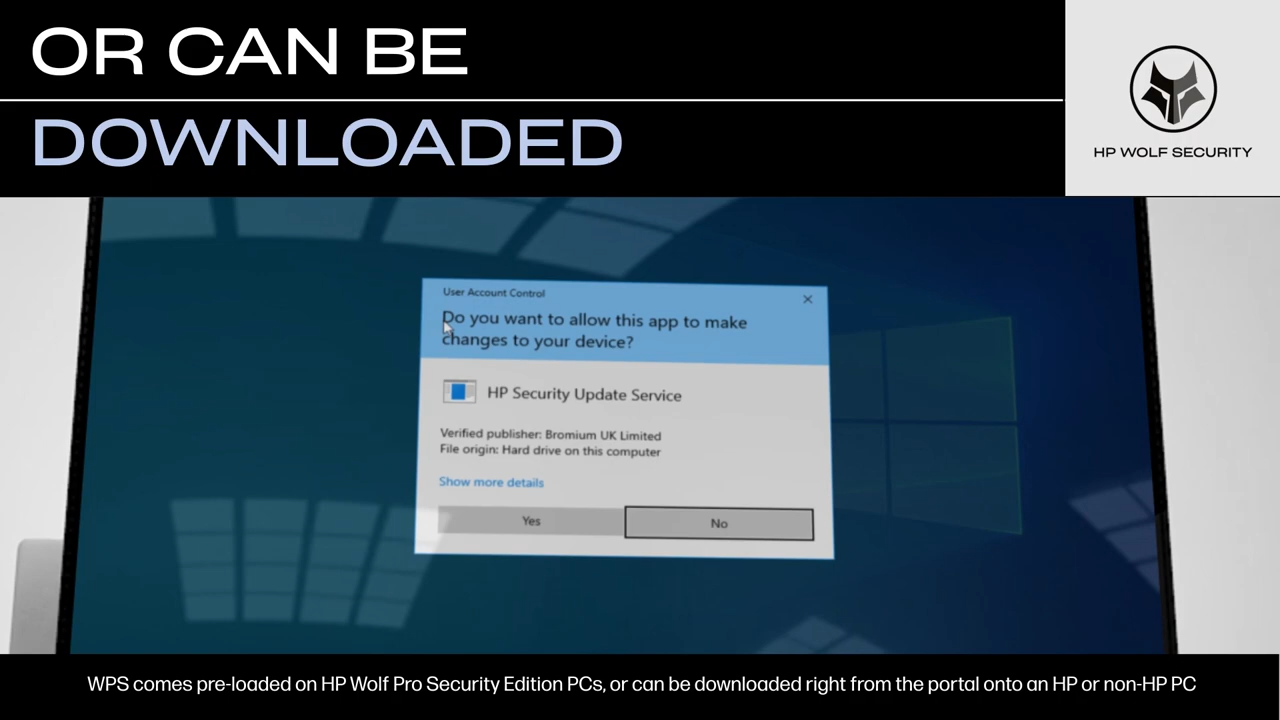 OR CAN BE
DOWNLOADED
HP WOLF SECURITY
User Account Control
Do you want to allow this app to make
changes to your device?
HP Security Update Service
Verified publisher: Bromium UK Limited
File origin: Hard drive on this computer
Show more details
Yes
No
WPS comes pre-loaded on HP Wolf Pro Security Edition PCs, or can be downloaded right from the portal onto an HP or non-HP PC